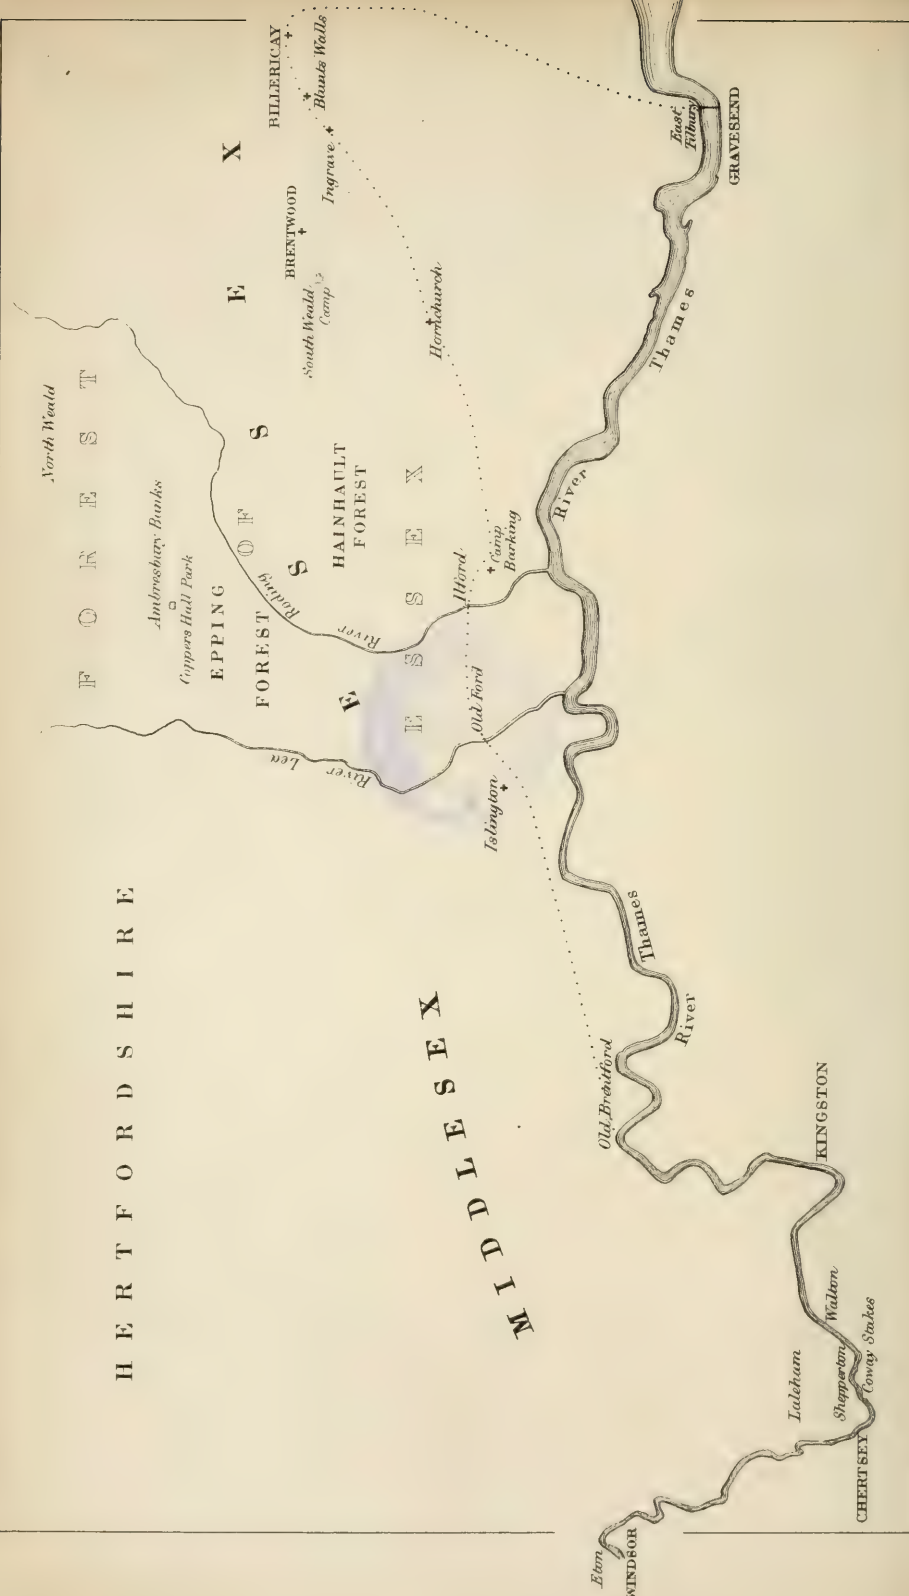 HERTFORDSHIRE
MIDDLESEX
ESSEX
FOREST
OF
ESSEX
North Weald
Ambresbury Banks
Coppers Hall Park
EPPING
FOREST
HAINHAULT
FOREST
River Roding
River Lea
BILLERICAY
Blunts Walls
Ingrave
BRENTWOOD
South Weald
Camp
Hornchurch
Ilford
Camp
Barking
Old Ford
Islington
Old Brentford
East
Tilbury
GRAVESEND
River Thames
River Thames
KINGSTON
Walton
Coway Stakes
Shepperton
Laleham
CHERTSEY
Eton
WINDSOR